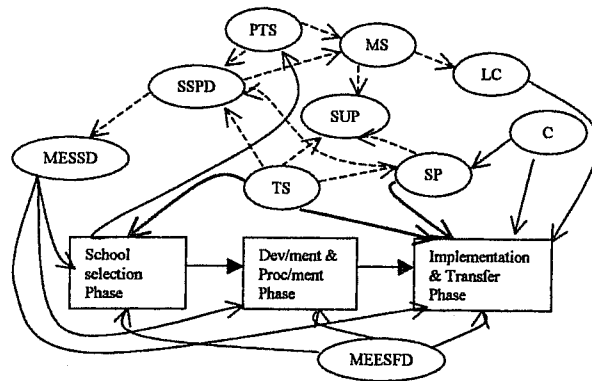 PTS
MS
LC
SSPD
SUP
C
MESSD
SP
TS
School
selection
Phase
Dev/ment &
Proc/ment
Phase
Implementation
& Transfer
Phase
MEESFD